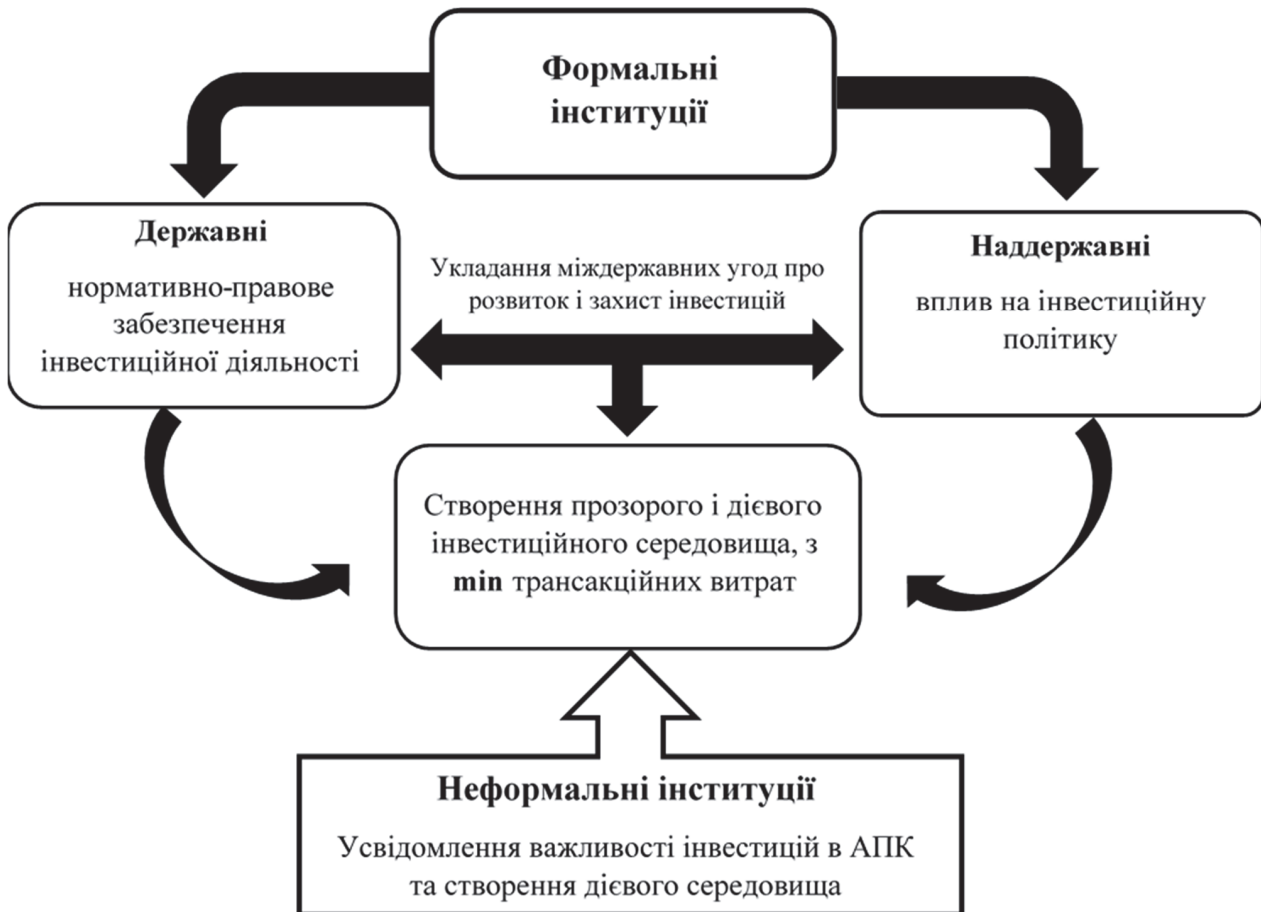 Формальні
інституції
Державні
нормативно-правове
забезпечення
інвестиційної діяльності
Укладання міждержавних угод про
розвиток і захист інвестицій
Наддержавні
вплив на інвестиційну
політику
Створення прозорого і дієвого
інвестиційного середовища, з
min трансакційних витрат
Неформальні інституції
Усвідомлення важливості інвестицій в АПК
та створення дієвого середовища